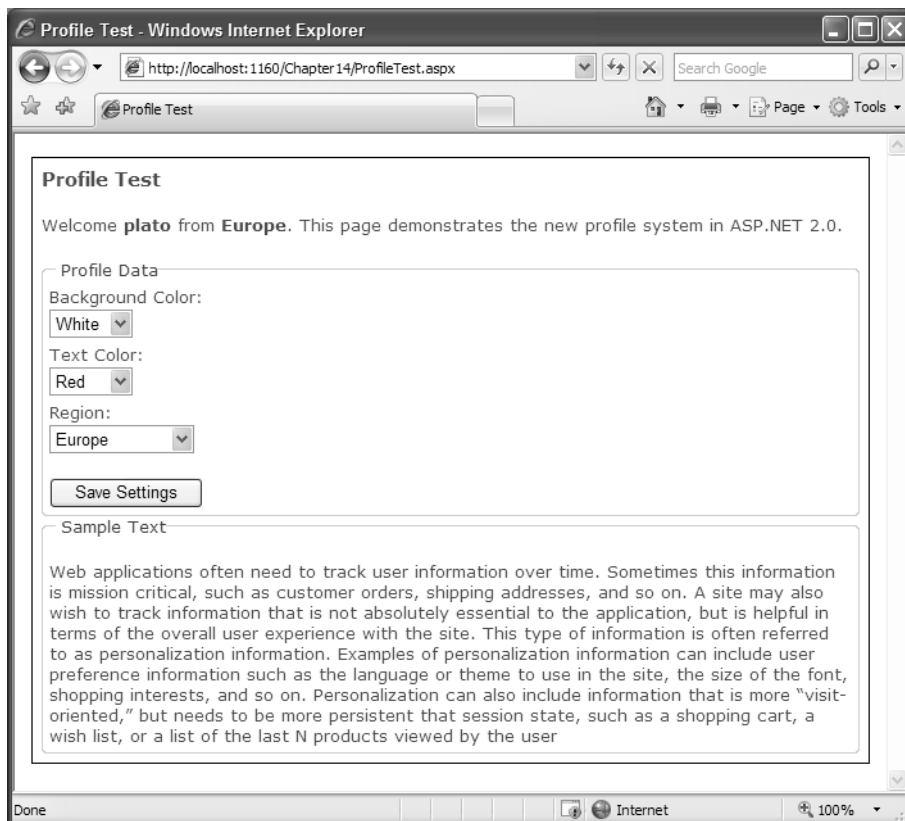 Profile Test - Windows Internet Explorer
http://localhost:1160/Chapter14/ProfileTest.aspx
Search Google
Profile Test
Page
Tools
Profile Test
Welcome plato from Europe. This page demonstrates the new profile system in ASP.NET 2.0.
Profile Data
Background Color:
White
Text Color:
Red
Region:
Europe
Save Settings
Sample Text
Web applications often need to track user information over time. Sometimes this information
is mission critical, such as customer orders, shipping addresses, and so on. A site may also
wish to track information that is not absolutely essential to the application, but is helpful in
terms of the overall user experience with the site. This type of information is often referred
to as personalization information. Examples of personalization information can include user
preference information such as the language or theme to use in the site, the size of the font,
shopping interests, and so on. Personalization can also include information that is more “visit-
oriented,” but needs to be more persistent that session state, such as a shopping cart, a
wish list, or a list of the last N products viewed by the user
Done
Internet
100%